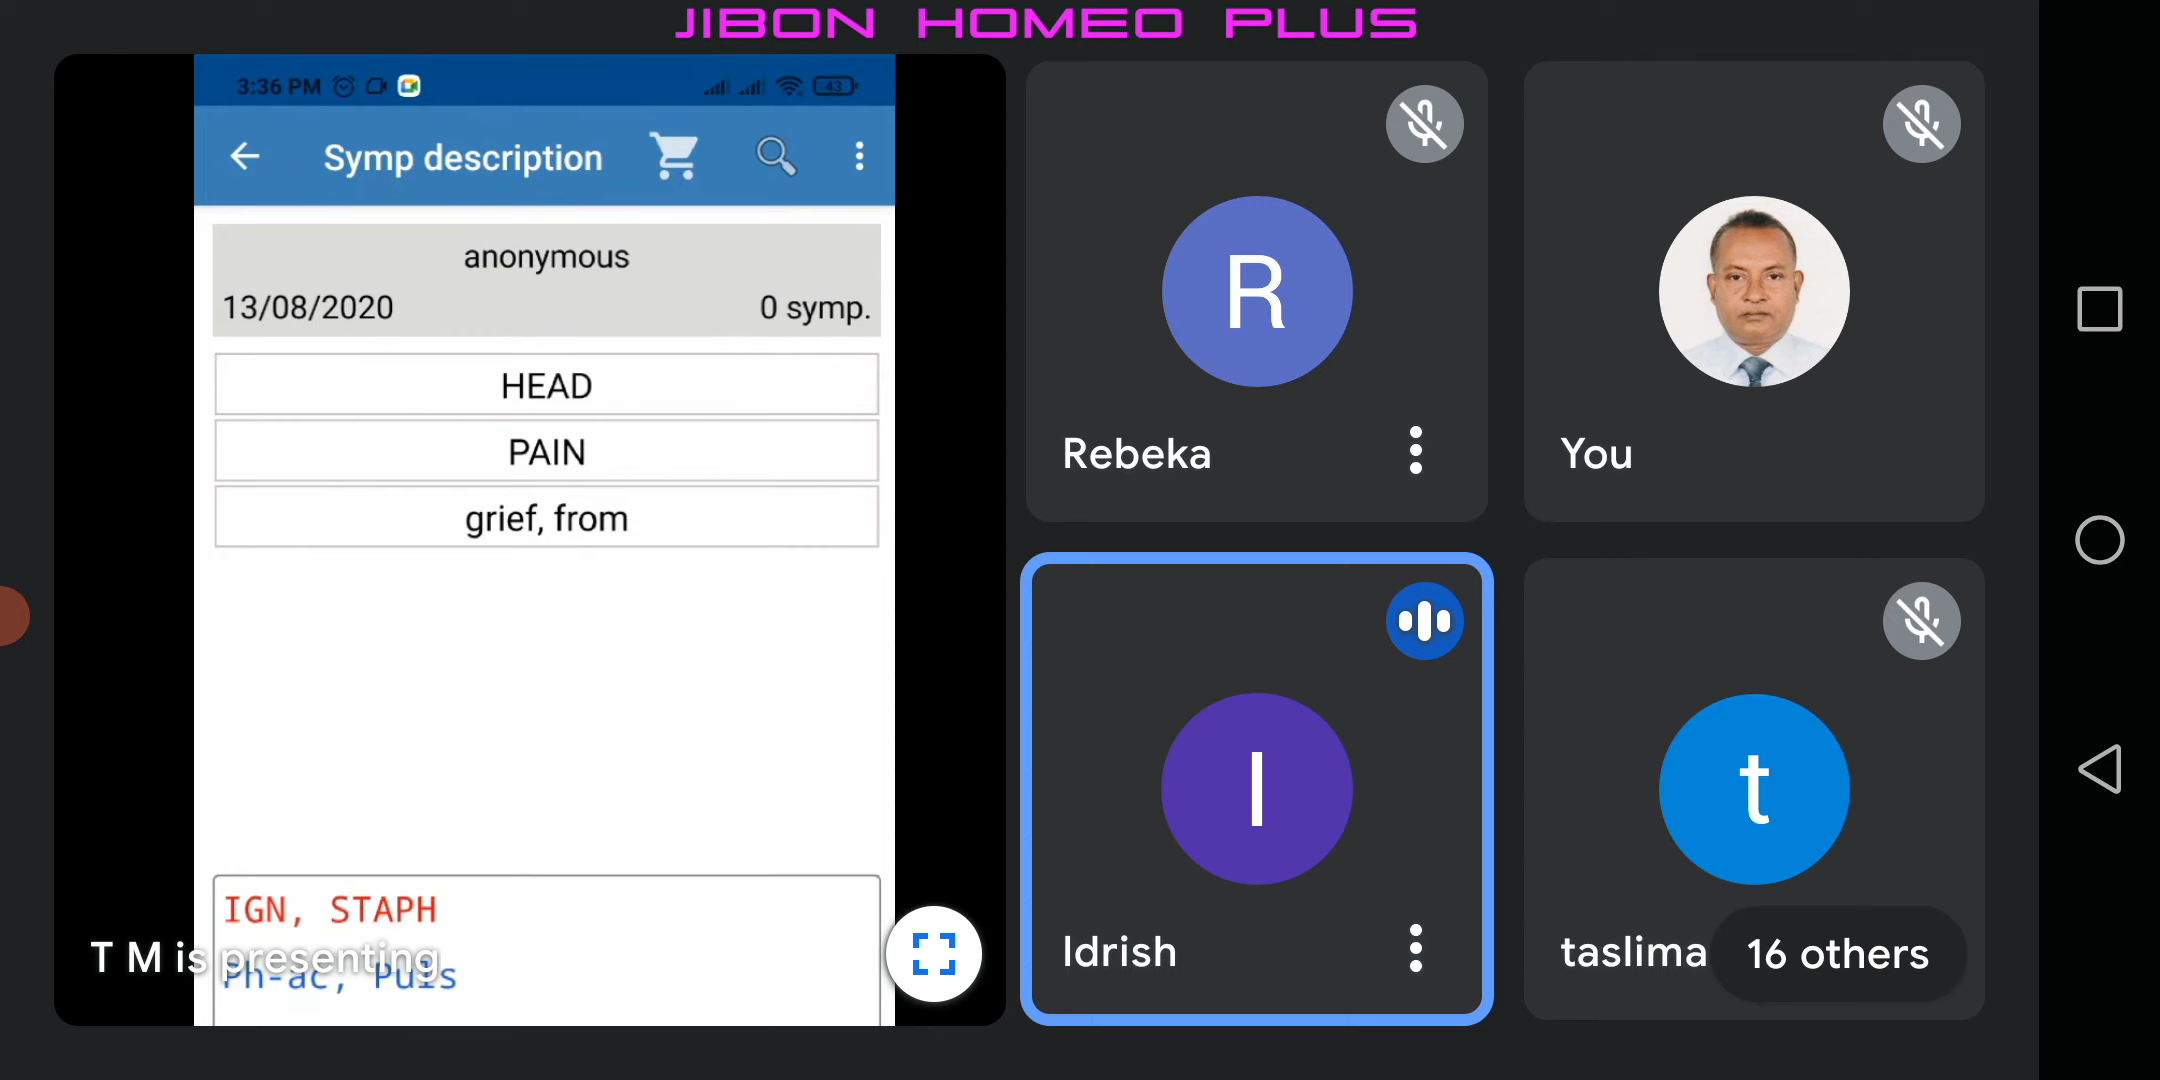 JIBON HOMEO PLUS
3:36 PM
43
Symp description
anonymous
13/08/2020
0 symp.
HEAD
PAIN
grief, from
IGN, STAPH
Ph-ac, Puls
T M is presenting
R
Rebeka
You
I
Idrish
t
taslima
16 others